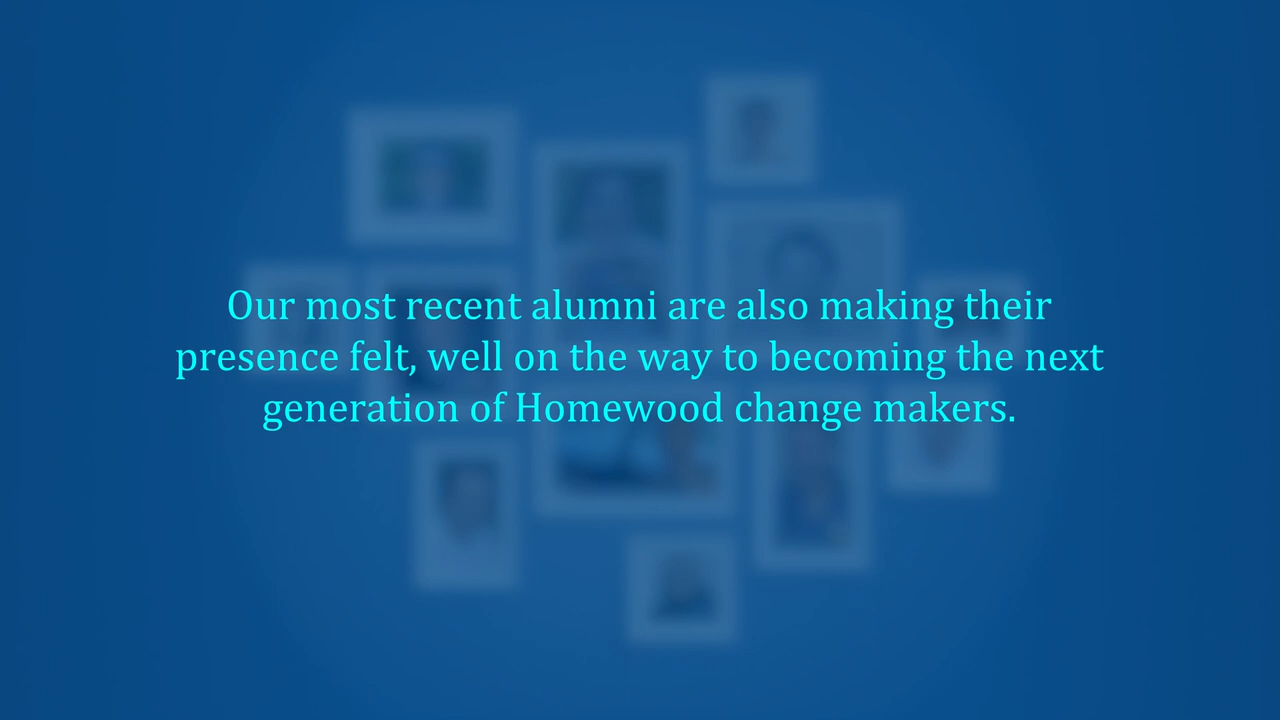 Our most recent alumni are also making their
presence felt, well on the way to becoming the next
generation of Homewood change makers.